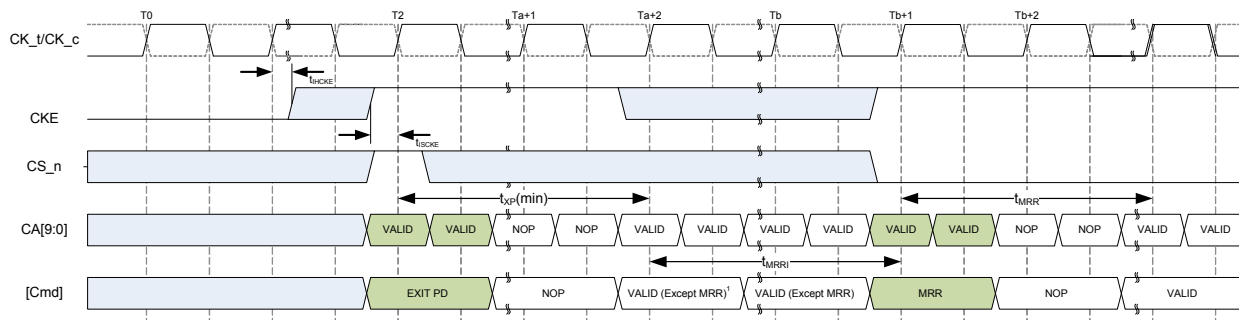 T0 T2 Ta+1 Ta+2 Tb Tb+1 Tb+2
CK_t/CK_c
tIHCKE
CKE
tISCKE
CS_n
tXP(min) tMRR
CA[9:0] VALID VALID NOP NOP VALID VALID VALID VALID VALID VALID NOP NOP VALID VALID
tMRRI
[Cmd] EXIT PD NOP VALID (Except MRR)¹ VALID (Except MRR) MRR NOP VALID